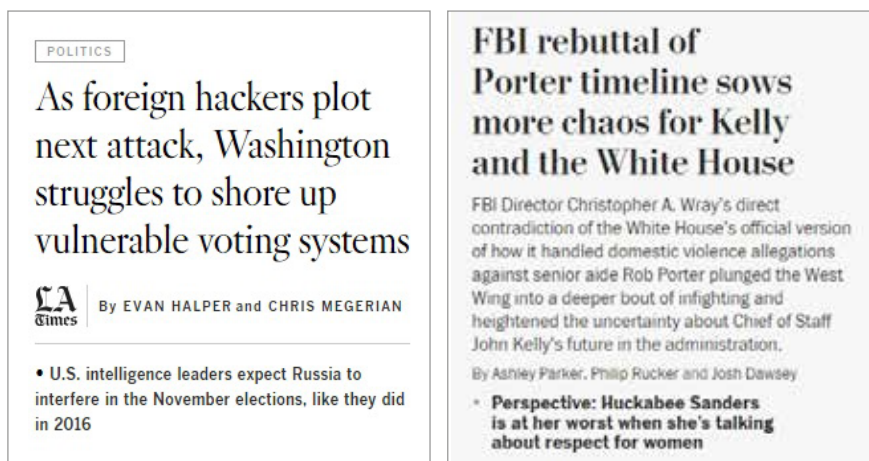 POLITICS
As foreign hackers plot
next attack, Washington
struggles to shore up
vulnerable voting systems
LA
Times
By EVAN HALPER and CHRIS MEGERIAN
• U.S. intelligence leaders expect Russia to
interfere in the November elections, like they did
in 2016
FBI rebuttal of
Porter timeline sows
more chaos for Kelly
and the White House
FBI Director Christopher A. Wray's direct
contradiction of the White House's official version
of how it handled domestic violence allegations
against senior aide Rob Porter plunged the West
Wing into a deeper bout of infighting and
heightened the uncertainty about Chief of Staff
John Kelly's future in the administration.
By Ashley Parker, Philip Rucker and Josh Dawsey
• Perspective: Huckabee Sanders
is at her worst when she's talking
about respect for women